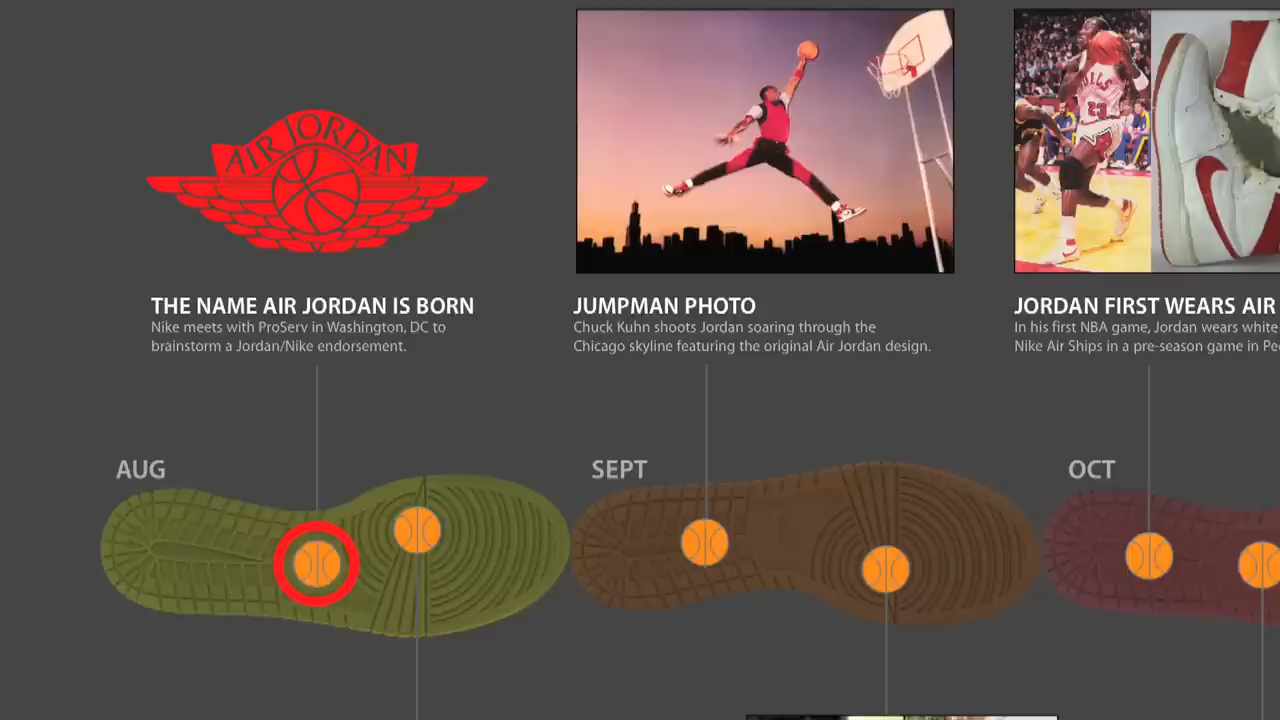 AIR JORDAN
THE NAME AIR JORDAN IS BORN
Nike meets with ProServ in Washington, DC to
brainstorm a Jordan/Nike endorsement.
JUMPMAN PHOTO
Chuck Kuhn shoots Jordan soaring through the
Chicago skyline featuring the original Air Jordan design.
BULLS
23
JORDAN FIRST WEARS AIR
In his first NBA game, Jordan wears white
Nike Air Ships in a pre-season game in
AUG
SEPT
OCT